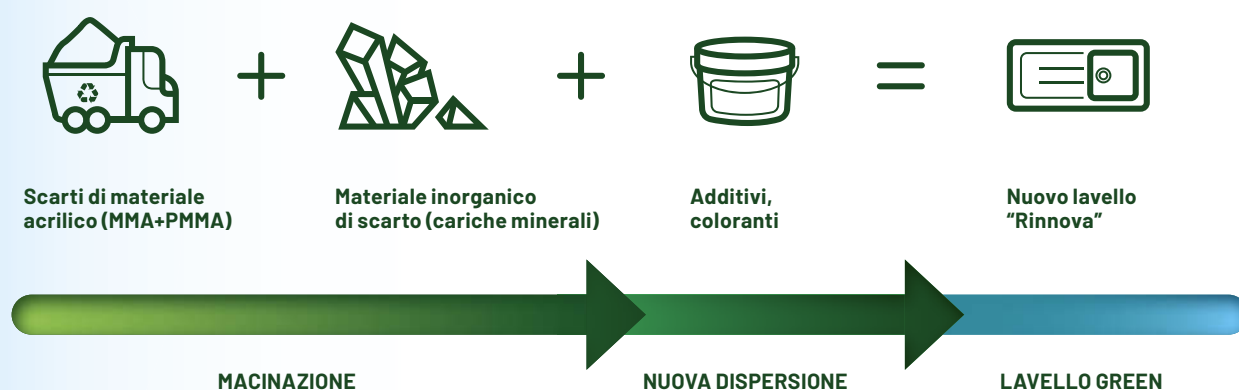 Scarti di materiale
acrilico (MMA+PMMA)
Materiale inorganico
di scarto (cariche minerali)
Additivi,
coloranti
Nuovo lavello
“Rinnova”
MACINAZIONE
NUOVA DISPERSIONE
LAVELLO GREEN